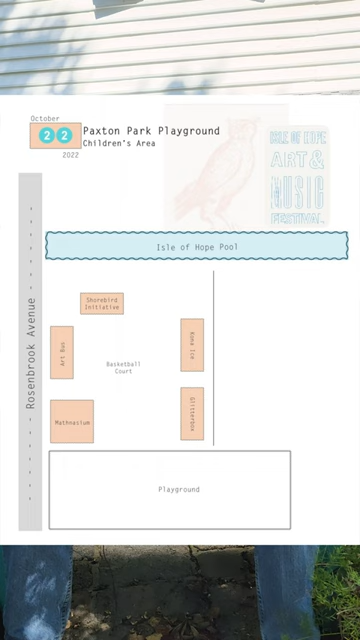 October
22
2022
Paxton Park Playground
Children's Area
ISLE OF HOPE
ART &
MUSIC
FESTIVAL
Isle of Hope Pool
Rosenbrook Avenue
Shorebird
Initiative
Art Bus
Kona Ice
Basketball
Court
Mathnasium
Glitterbox
Playground